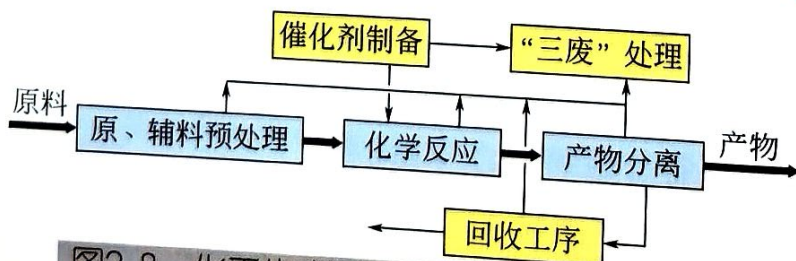 催化剂制备
“三废”处理
原料
原、辅料预处理
化学反应
产物分离
产物
回收工序